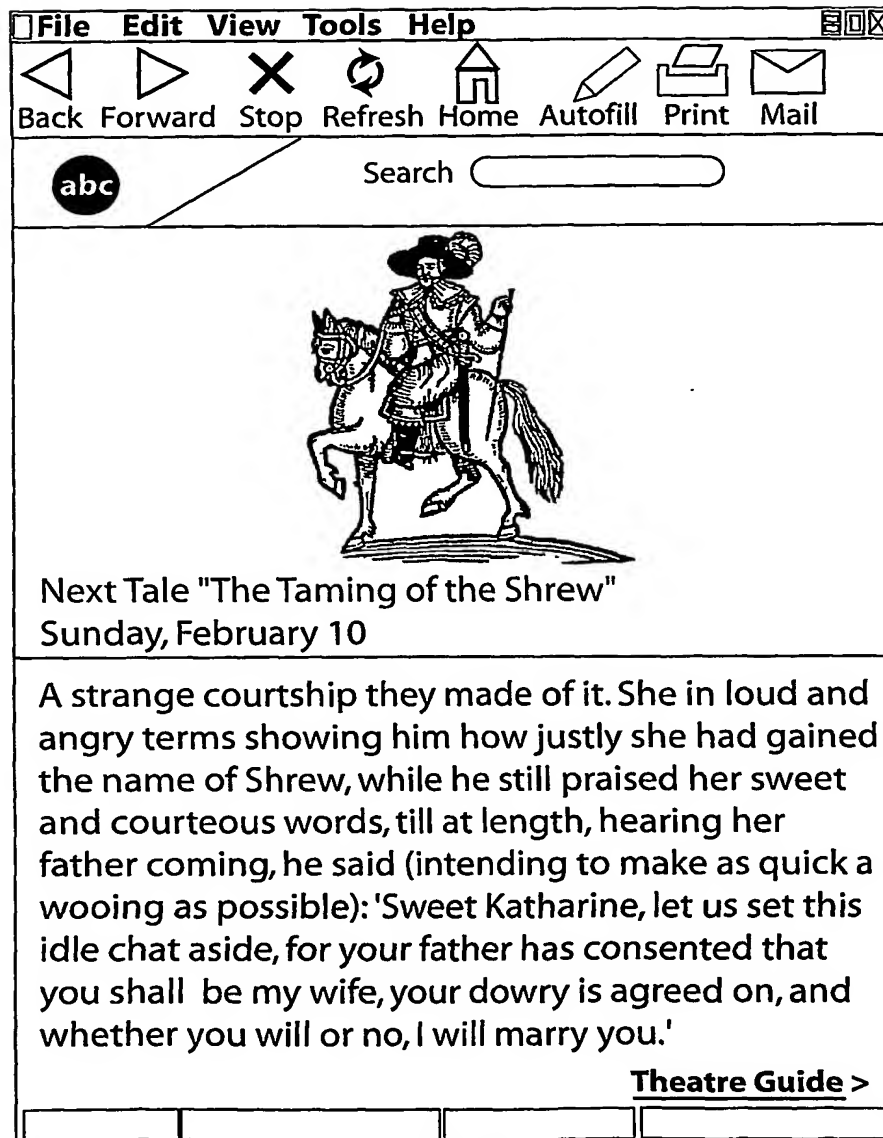 File Edit View Tools Help
Back Forward Stop Refresh Home Autofill Print Mail
abc
Search
Next Tale "The Taming of the Shrew"
Sunday, February 10
A strange courtship they made of it. She in loud and
angry terms showing him how justly she had gained
the name of Shrew, while he still praised her sweet
and courteous words, till at length, hearing her
father coming, he said (intending to make as quick a
wooing as possible): 'Sweet Katharine, let us set this
idle chat aside, for your father has consented that
you shall be my wife, your dowry is agreed on, and
whether you will or no, I will marry you.'
Theatre Guide >